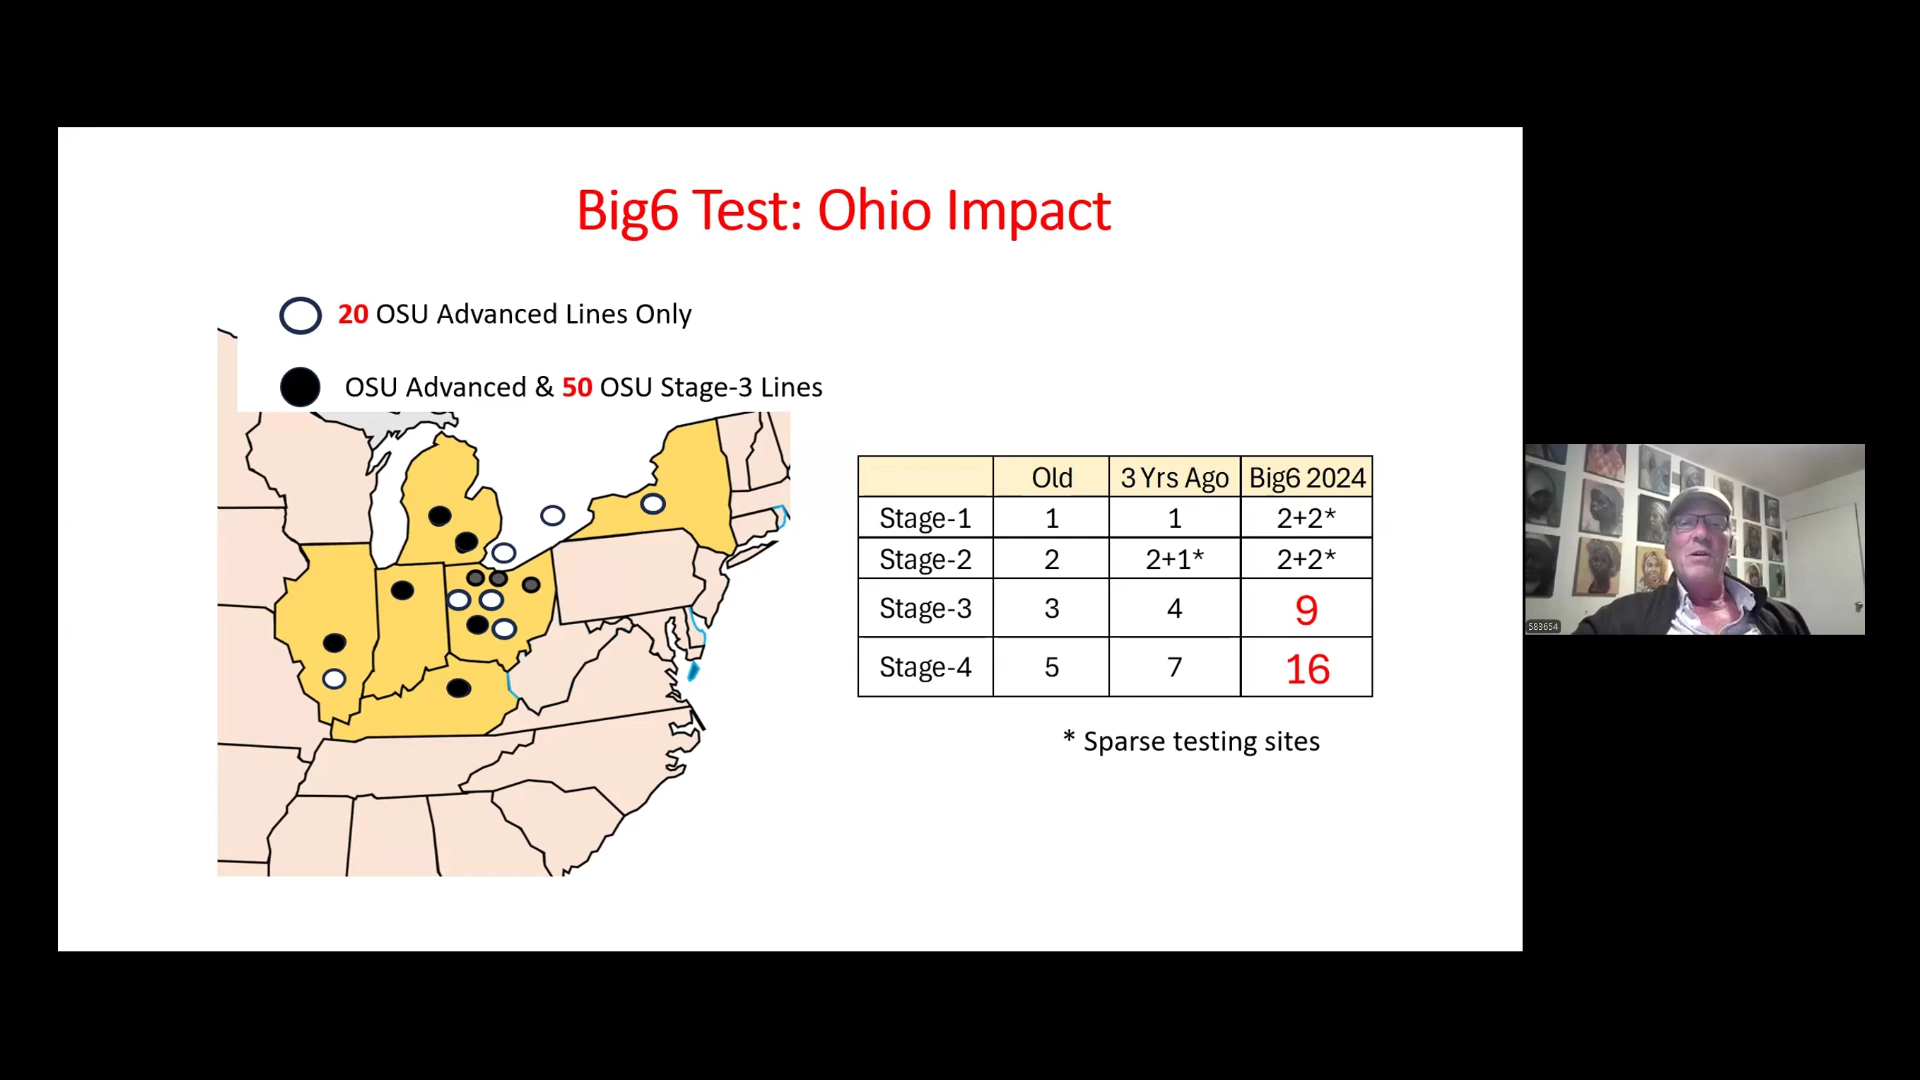 Big6 Test: Ohio Impact
20 OSU Advanced Lines Only
OSU Advanced & 50 OSU Stage-3 Lines
Old 3 Yrs Ago Big6 2024
Stage-1 1 1 2+2*
Stage-2 2 2+1* 2+2*
Stage-3 3 4 9
Stage-4 5 7 16
* Sparse testing sites
583654